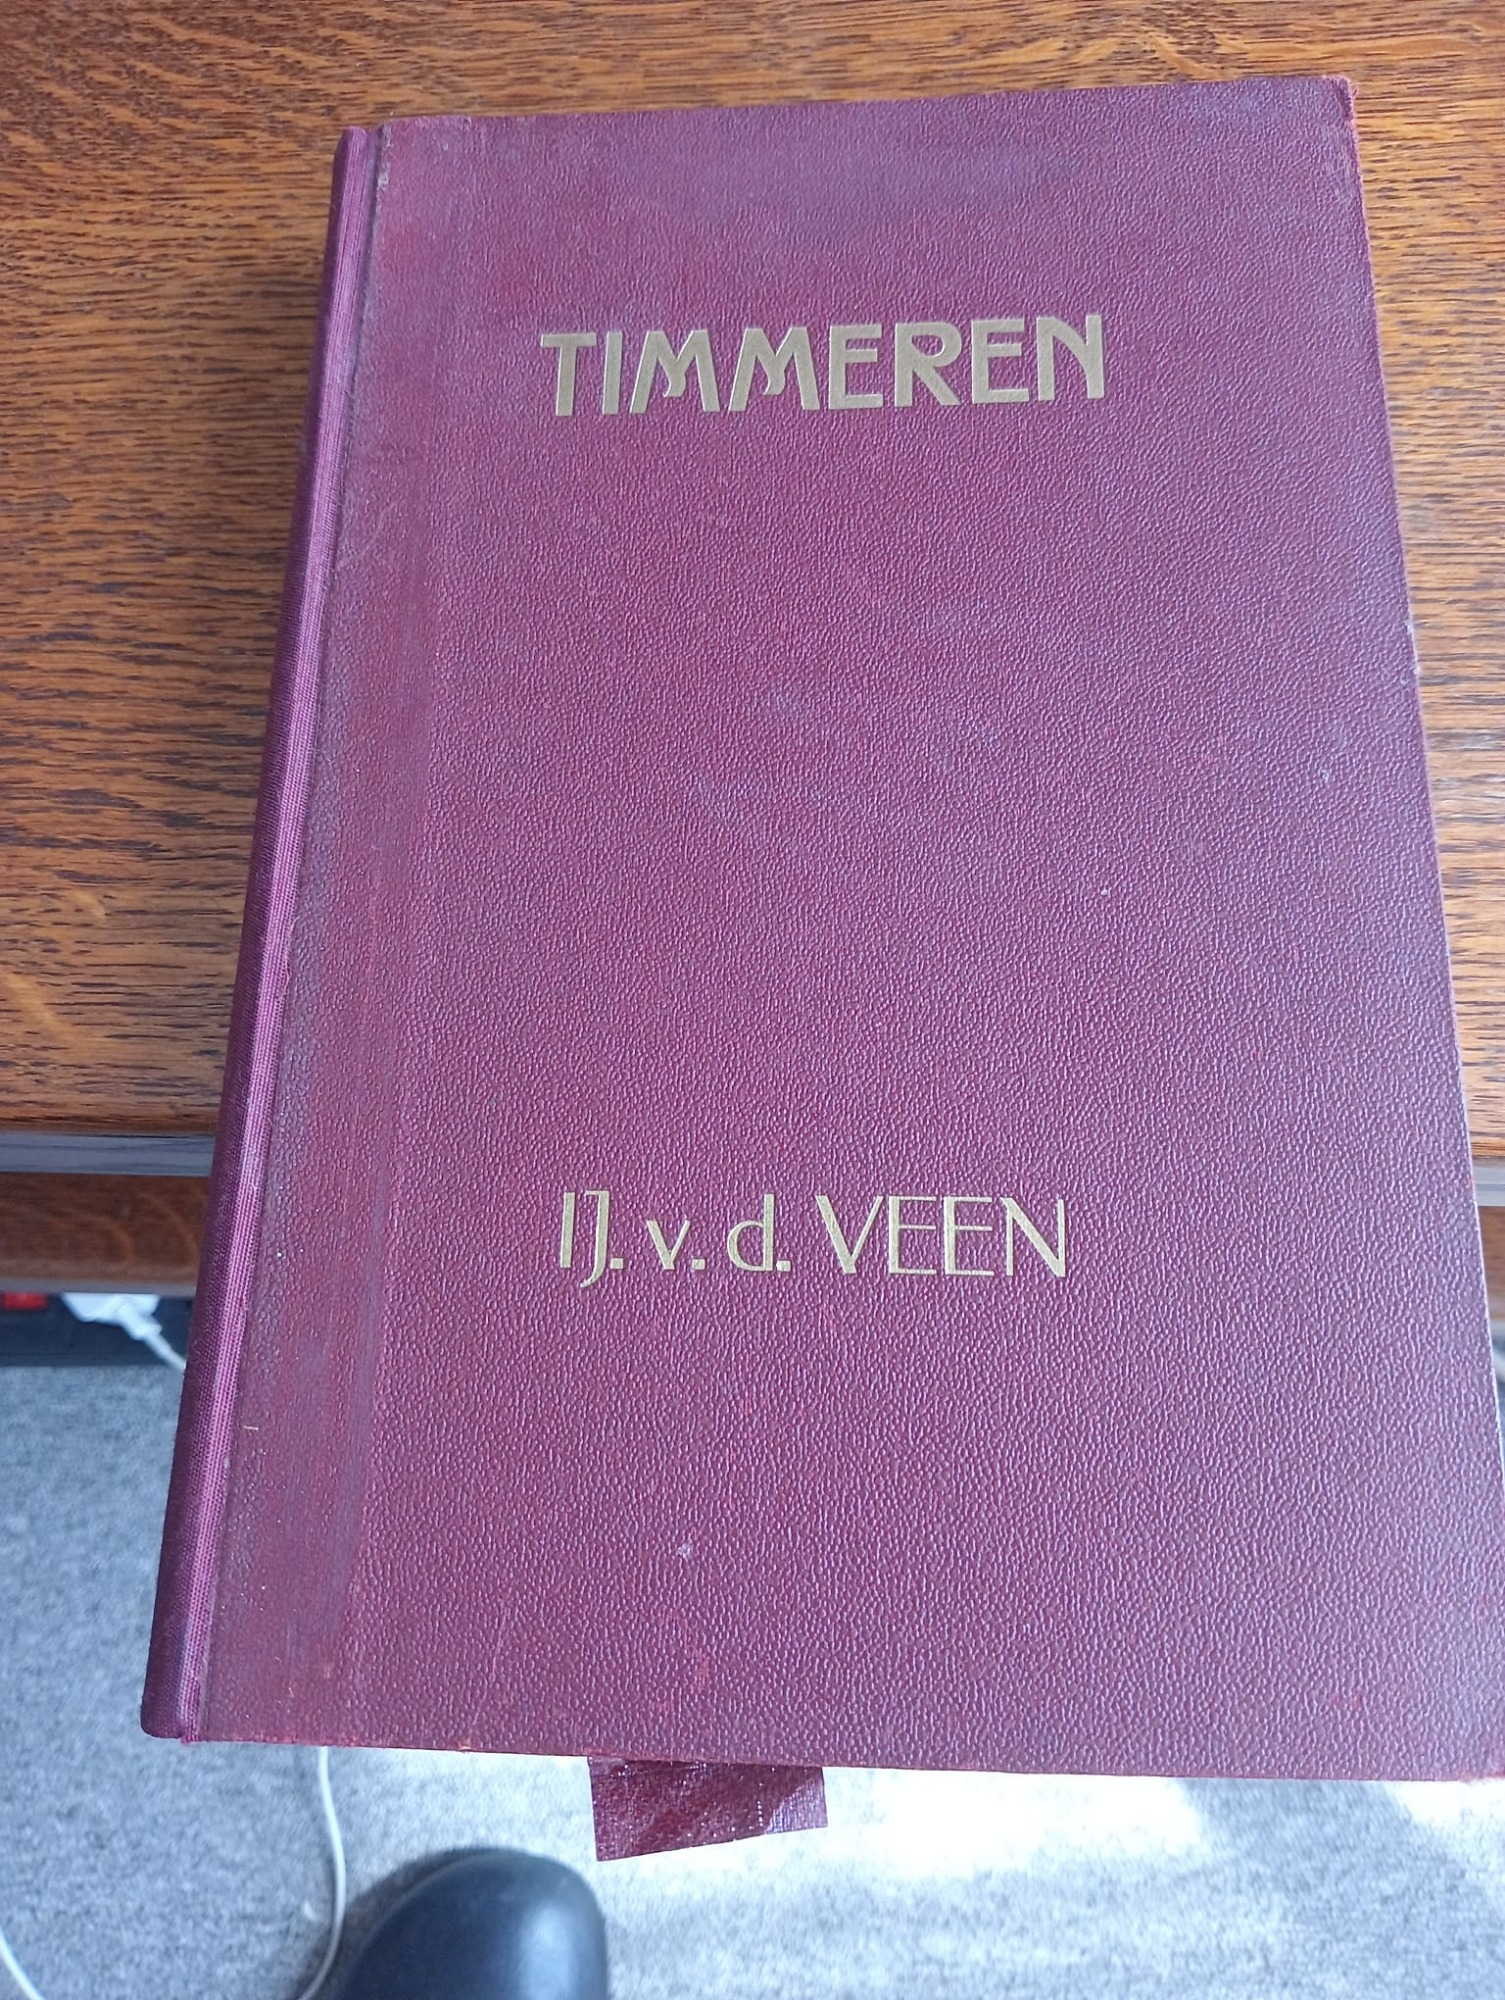 TIMMEREN
IJ. v. d. VEEN